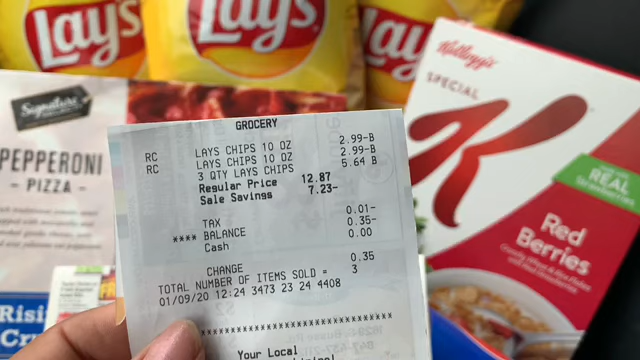 Lay's
Lay's
Lay's
Kellogg's
SPECIAL
K
Signature
PEPPERONI
- PIZZA -
Risi
Cr
REAL
Strawberries
Red
Berries
GROCERY
RC LAYS CHIPS 10 OZ 2.99-B
RC LAYS CHIPS 10 OZ 2.99-B
3 QTY LAYS CHIPS 5.64 B
Regular Price 12.87
Sale Savings 7.23-
TAX 0.01-
**** BALANCE 0.35-
Cash 0.00
CHANGE 0.35
TOTAL NUMBER OF ITEMS SOLD = 3
01/09/20 12:24 3473 23 24 4408
************************************
Your Local